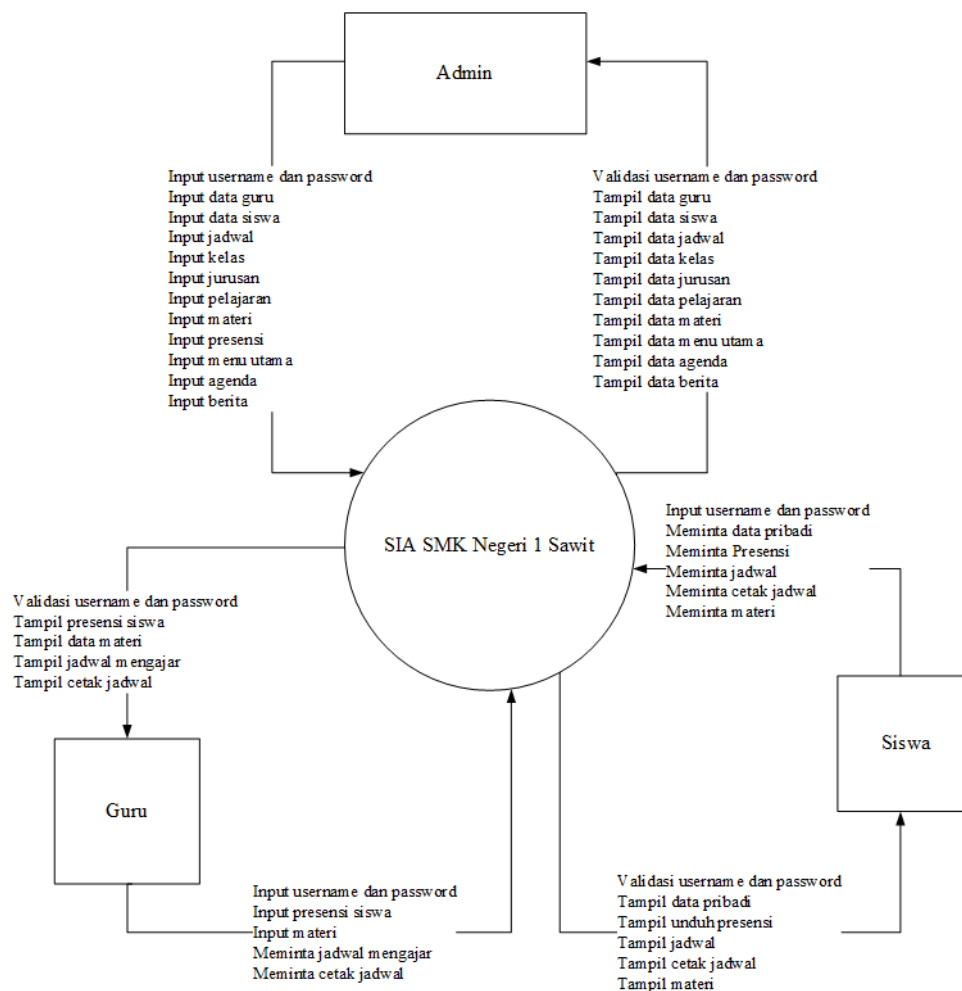 Admin
Input username dan password
Input data guru
Input data siswa
Input jadwal
Input kelas
Input jurusan
Input pelajaran
Input materi
Input presensi
Input menu utama
Input agenda
Input berita
Validasi username dan password
Tampil data guru
Tampil data siswa
Tampil data jadwal
Tampil data kelas
Tampil data jurusan
Tampil data pelajaran
Tampil data materi
Tampil data menu utama
Tampil data agenda
Tampil data berita
SIA SMK Negeri 1 Sawit
Input username dan password
Meminta data pribadi
Meminta Presensi
Meminta jadwal
Meminta cetak jadwal
Meminta materi
Validasi username dan password
Tampil presensi siswa
Tampil data materi
Tampil jadwal mengajar
Tampil cetak jadwal
Siswa
Guru
Input username dan password
Input presensi siswa
Input materi
Meminta jadwal mengajar
Meminta cetak jadwal
Validasi username dan password
Tampil data pribadi
Tampil unduh presensi
Tampil jadwal
Tampil cetak jadwal
Tampil materi